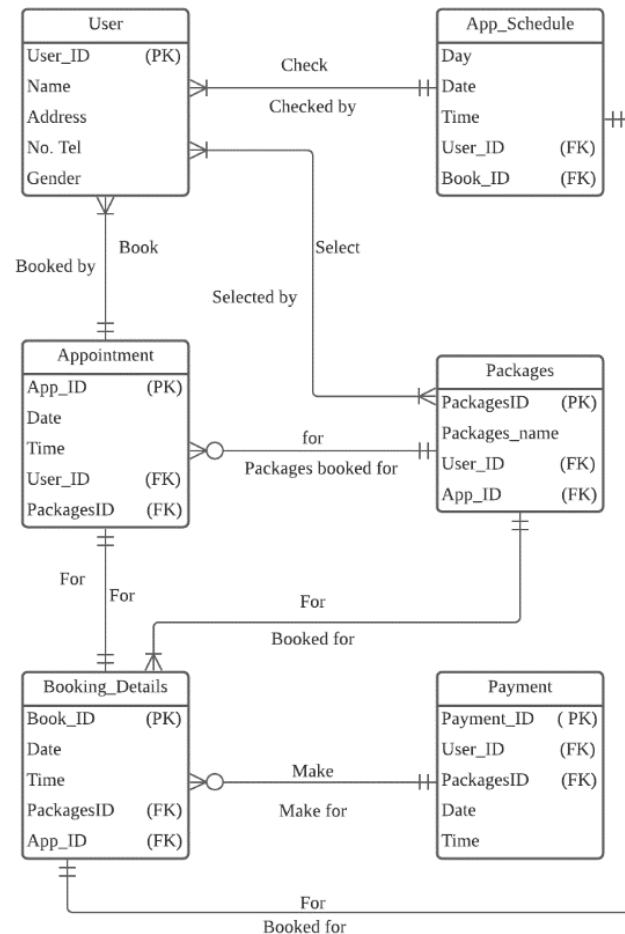 User
User_ID (PK)
Name
Address
No. Tel
Gender
Check
Checked by
App_Schedule
Day
Date
Time
User_ID (FK)
Book_ID (FK)
Book
Booked by
Select
Selected by
Appointment
App_ID (PK)
Date
Time
User_ID (FK)
PackagesID (FK)
for
Packages booked for
Packages
PackagesID (PK)
Packages_name
User_ID (FK)
App_ID (FK)
For
For
For
Booked for
Booking_Details
Book_ID (PK)
Date
Time
PackagesID (FK)
App_ID (FK)
Make
Make for
Payment
Payment_ID ( PK)
User_ID (FK)
PackagesID (FK)
Date
Time
For
Booked for